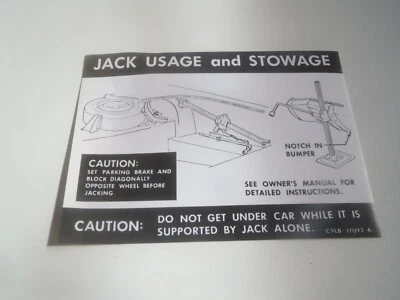 JACK USAGE and STOWAGE
NOTCH IN
BUMPER
CAUTION:
SET PARKING BRAKE AND
BLOCK DIAGONALLY
OPPOSITE WHEEL BEFORE
JACKING.
SEE OWNER'S MANUAL FOR
DETAILED INSTRUCTIONS.
CAUTION: DO NOT GET UNDER CAR WHILE IT IS
SUPPORTED BY JACK ALONE.